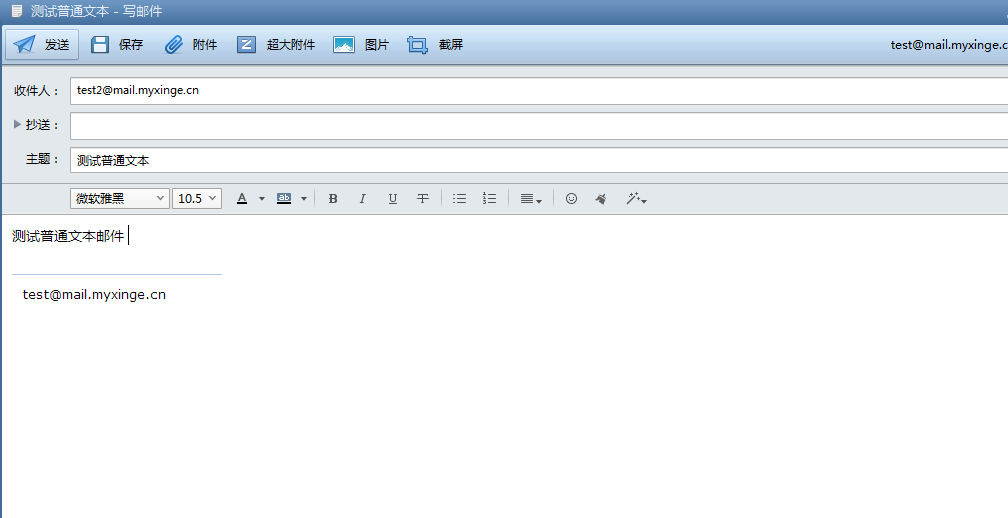 测试普通文本 - 写邮件
发送 保存 附件 超大附件 图片 截屏 test@mail.myxinge.c
收件人： test2@mail.myxinge.cn
抄送：
主题： 测试普通文本
微软雅黑 10.5 A ab B I U T
测试普通文本邮件
test@mail.myxinge.cn